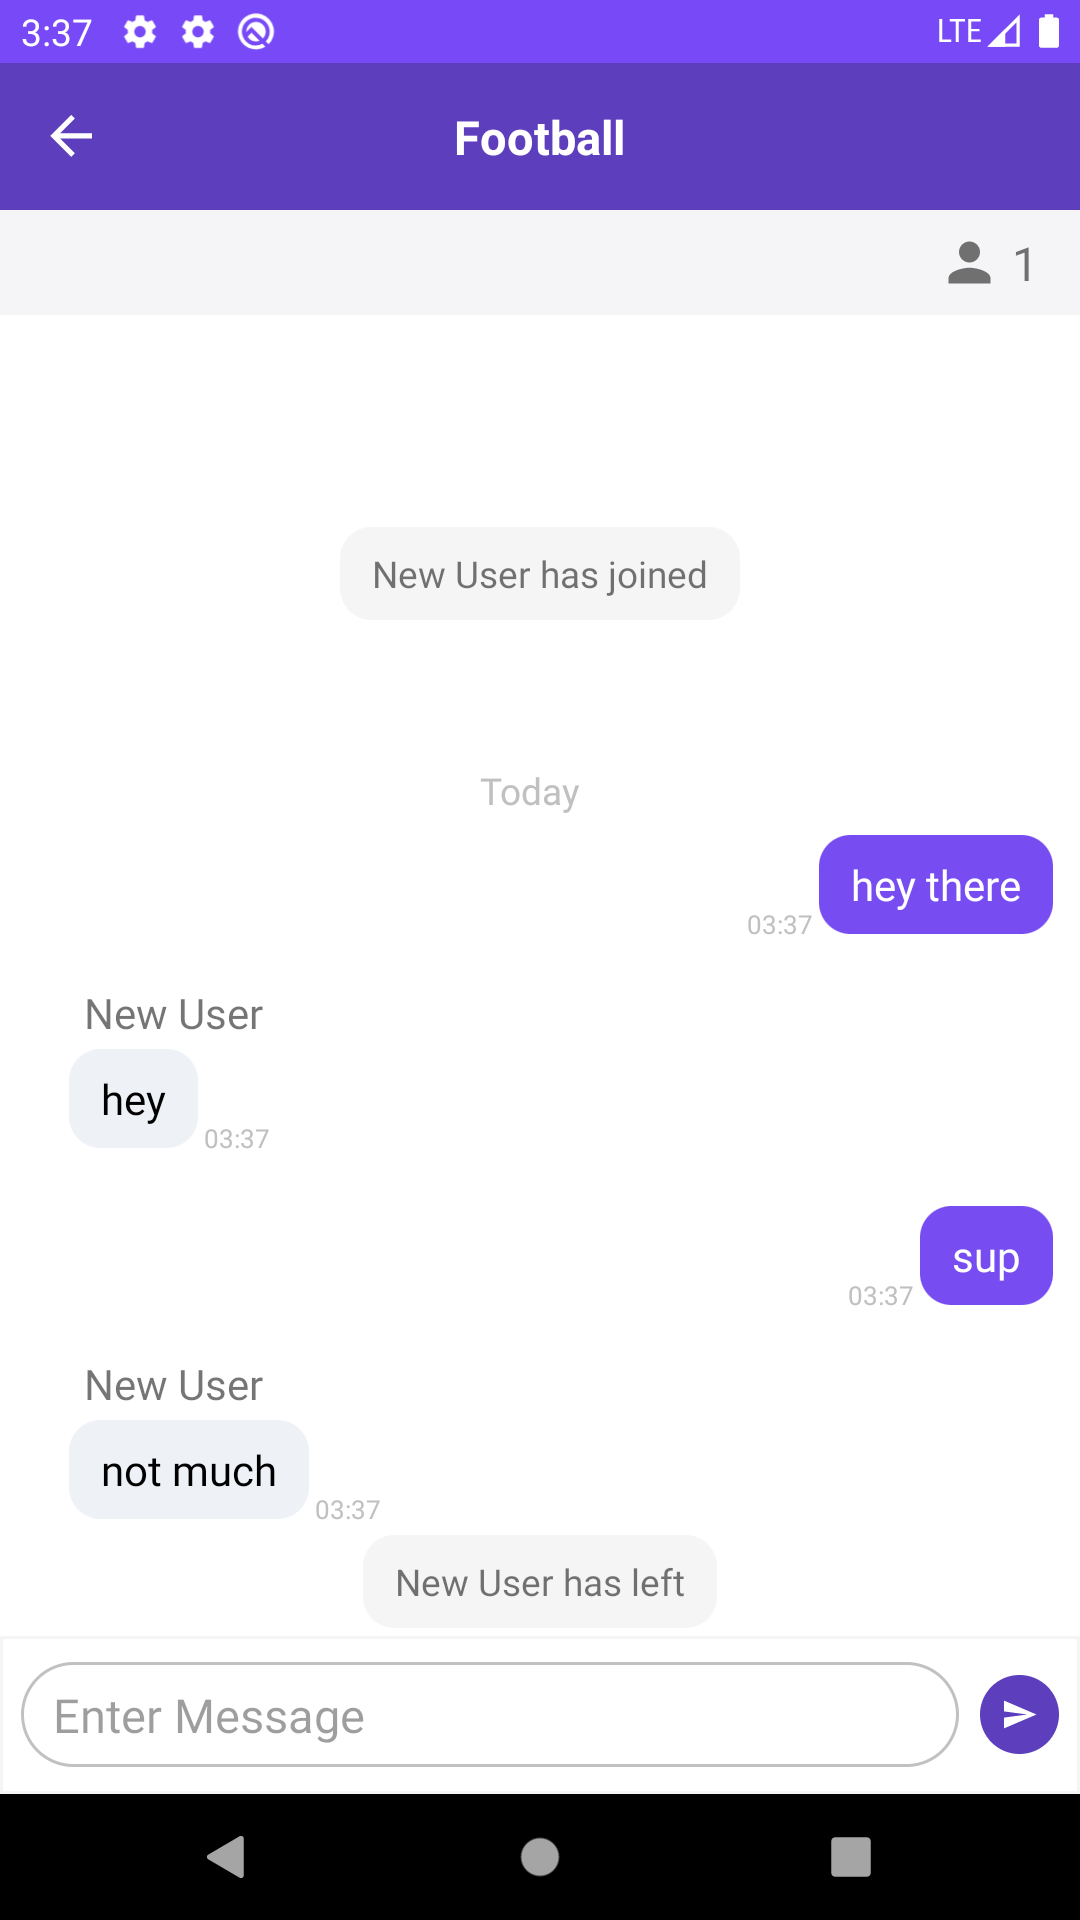 3:37
LTE
Football
1
New User has joined
Today
hey there
03:37
New User
hey
03:37
sup
03:37
New User
not much
03:37
New User has left
Enter Message